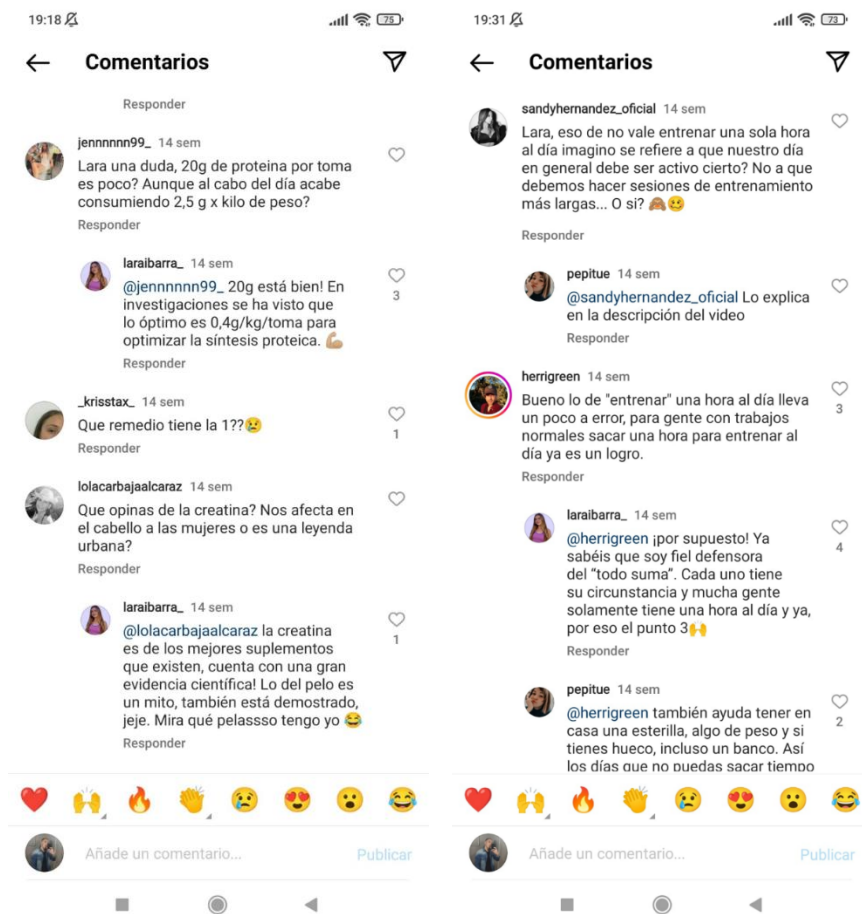 19:18
75
Comentarios
Responder
jennnnnn99_ 14 sem
Lara una duda, 20g de proteina por toma
es poco? Aunque al cabo del día acabe
consumiendo 2,5 g x kilo de peso?
Responder
laraibarra_ 14 sem
@jennnnnn99_ 20g está bien! En
investigaciones se ha visto que
lo óptimo es 0,4g/kg/toma para
optimizar la síntesis proteica. 💪🏼
3
Responder
_krisstax_ 14 sem
Que remedio tiene la 1??😢
1
Responder
lolacarbajaalcaraz 14 sem
Que opinas de la creatina? Nos afecta en
el cabello a las mujeres o es una leyenda
urbana?
Responder
laraibarra_ 14 sem
@lolacarbajaalcaraz la creatina
es de los mejores suplementos
que existen, cuenta con una gran
evidencia científica! Lo del pelo es
un mito, también está demostrado,
jeje. Mira qué pelassso tengo yo 😂
1
Responder
Añade un comentario...
Publicar
19:31
73
Comentarios
sandyhernandez_oficial 14 sem
Lara, eso de no vale entrenar una sola hora
al día imagino se refiere a que nuestro día
en general debe ser activo cierto? No a que
debemos hacer sesiones de entrenamiento
más largas... O si? 🙈🥴
Responder
pepitue 14 sem
@sandyhernandez_oficial Lo explica
en la descripción del video
Responder
herrigreen 14 sem
Bueno lo de "entrenar" una hora al día lleva
un poco a error, para gente con trabajos
normales sacar una hora para entrenar al
día ya es un logro.
3
Responder
laraibarra_ 14 sem
@herrigreen ¡por supuesto! Ya
sabéis que soy fiel defensora
del “todo suma”. Cada uno tiene
su circunstancia y mucha gente
solamente tiene una hora al día y ya,
por eso el punto 3🙌
4
Responder
pepitue 14 sem
@herrigreen también ayuda tener en
casa una esterilla, algo de peso y si
tienes hueco, incluso un banco. Así
los días que no puedas sacar tiempo
2
Añade un comentario...
Publicar